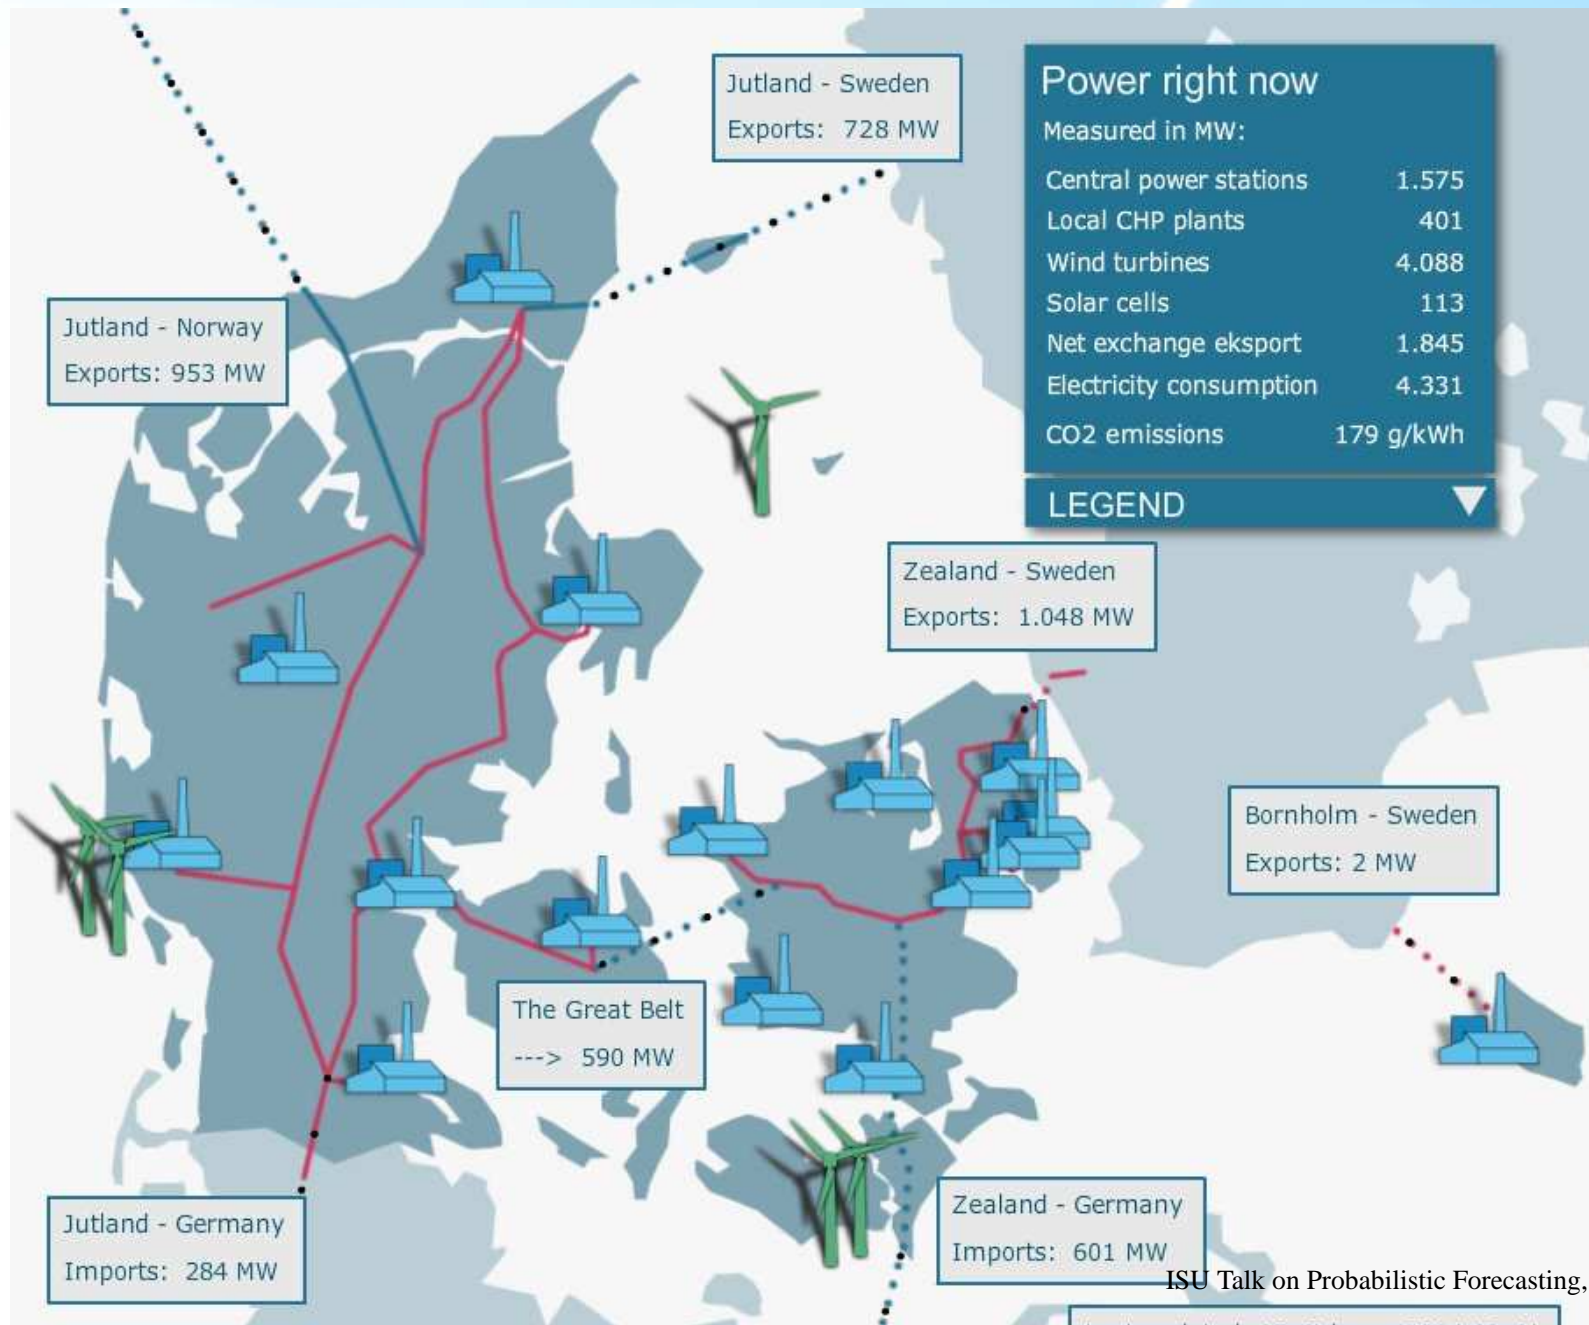 Jutland - Sweden
Exports: 728 MW
Power right now
Measured in MW:
Central power stations 1.575
Local CHP plants 401
Wind turbines 4.088
Solar cells 113
Net exchange eksport 1.845
Electricity consumption 4.331
CO2 emissions 179 g/kWh
LEGEND
Jutland - Norway
Exports: 953 MW
Zealand - Sweden
Exports: 1.048 MW
Bornholm - Sweden
Exports: 2 MW
The Great Belt
---> 590 MW
Jutland - Germany
Imports: 284 MW
Zealand - Germany
Imports: 601 MW
ISU Talk on Probabilistic Forecasting,